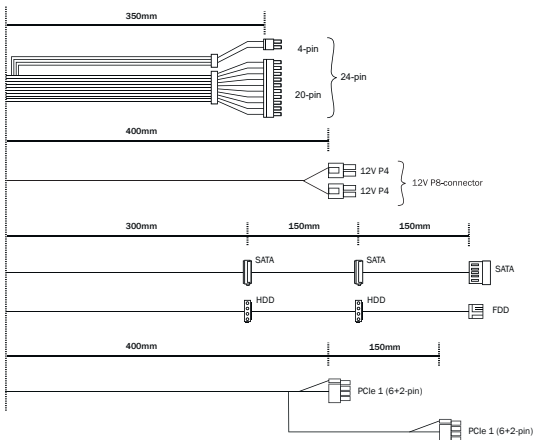 350mm
4-pin
24-pin
20-pin
400mm
12V P4
12V P8-connector
12V P4
300mm 150mm 150mm
SATA SATA SATA
HDD HDD FDD
400mm 150mm
PCIe 1 (6+2-pin)
PCIe 1 (6+2-pin)